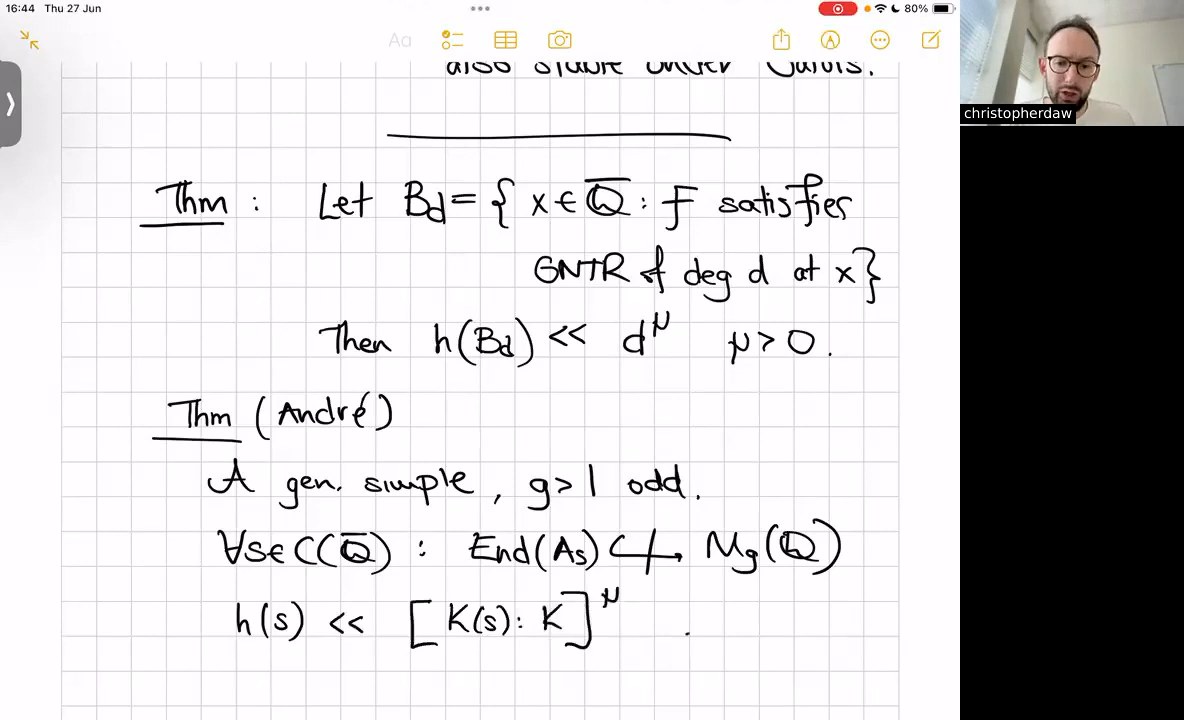 16:44 Thu 27 Jun
80%
Aa
christopherdaw
also stable under Galois.
Thm : Let Bd = { x ∈ ℚ̅ : F satisfies
GNTR of deg d at x}
Then h(Bd) << d^μ μ > 0.
Thm (André)
A gen. simple, g > 1 odd.
∀s∈C(ℚ̅) : End(As) ↪̸ Mg(ℚ)
h(s) << [K(s) : K]^μ .